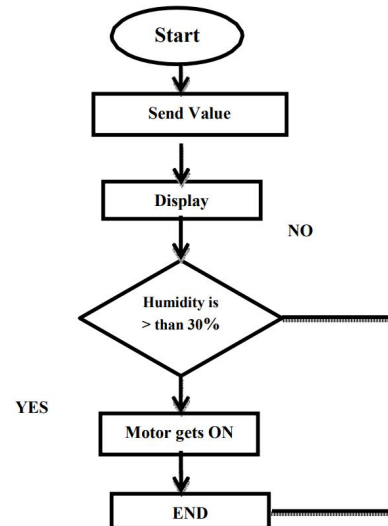 Start
Send Value
Display
NO
Humidity is
> than 30%
YES
Motor gets ON
END